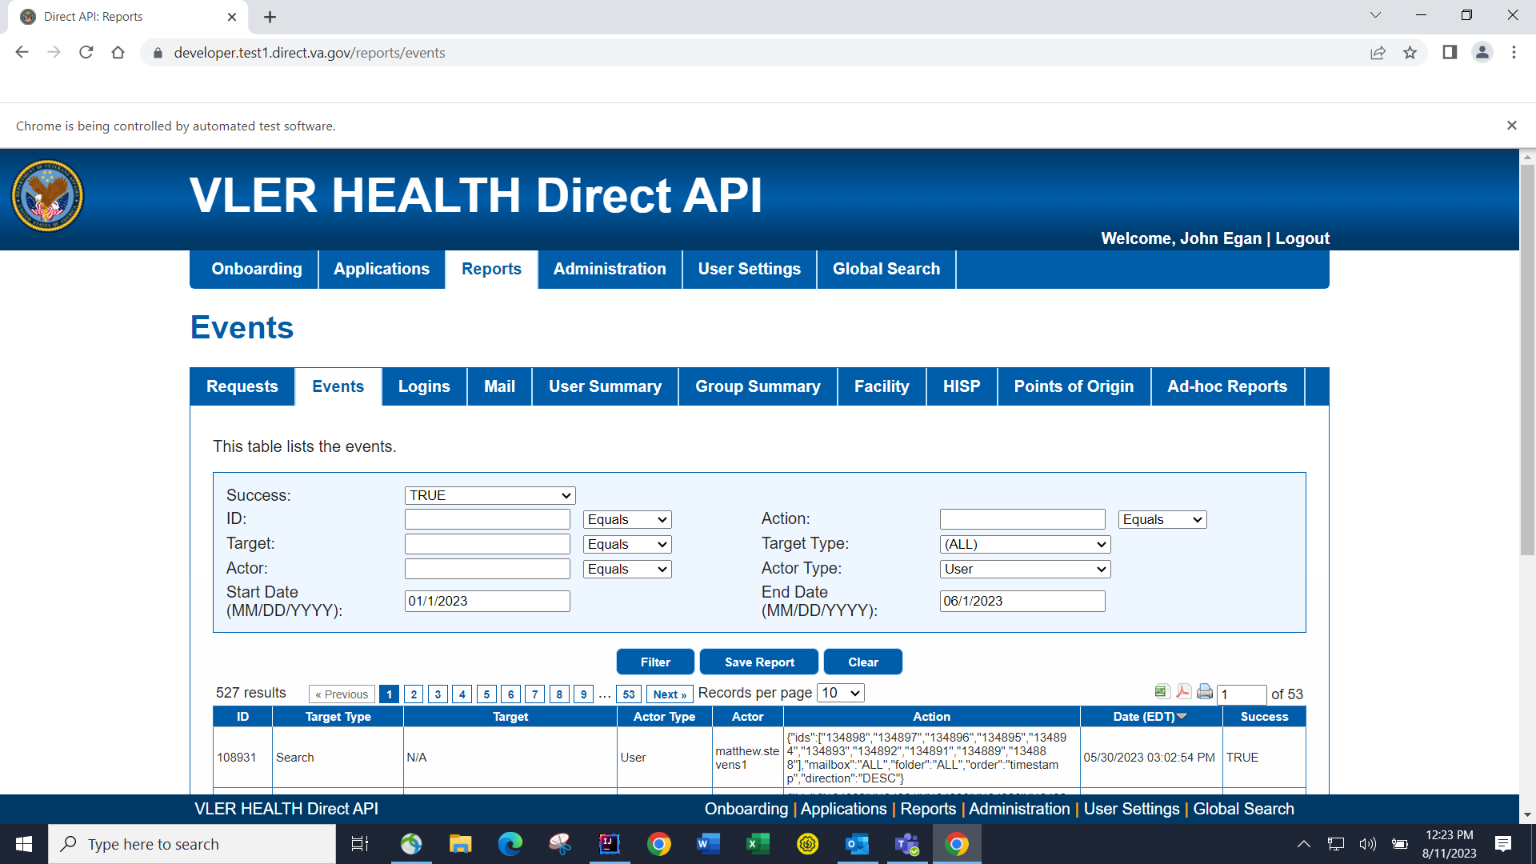 Direct API: Reports
developer.test1.direct.va.gov/reports/events
Chrome is being controlled by automated test software.
VLER HEALTH Direct API
Welcome, John Egan | Logout
Onboarding Applications Reports Administration User Settings Global Search
Events
Requests Events Logins Mail User Summary Group Summary Facility HISP Points of Origin Ad-hoc Reports
This table lists the events.
Success: TRUE
ID: Equals Action: Equals
Target: Equals Target Type: (ALL)
Actor: Equals Actor Type: User
Start Date (MM/DD/YYYY): 01/1/2023 End Date (MM/DD/YYYY): 06/1/2023
Filter Save Report Clear
527 results « Previous 1 2 3 4 5 6 7 8 9 ... 53 Next » Records per page 10 1 of 53
ID Target Type Target Actor Type Actor Action Date (EDT) Success
108931 Search N/A User matthew.stevens1 {"ids":["134898","134897","134896","134895","134894","134893","134892","134891","134889","134888"],"mailbox":"ALL","folder":"ALL","order":"timestamp","direction":"DESC"} 05/30/2023 03:02:54 PM TRUE
VLER HEALTH Direct API Onboarding | Applications | Reports | Administration | User Settings | Global Search
Type here to search
12:23 PM
8/11/2023